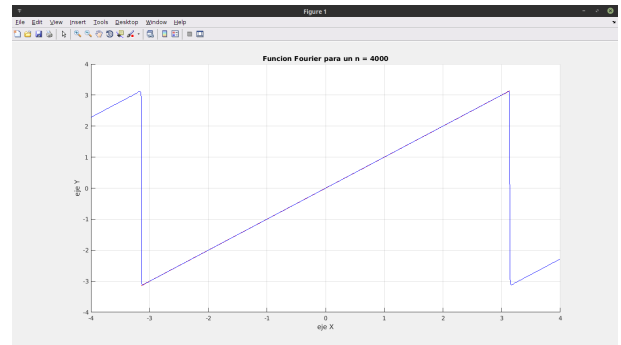 Figure 1
File Edit View Insert Tools Desktop Window Help
Funcion Fourier para un n = 4000
4
3
2
1
0
-1
-2
-3
-4
eje Y
-4 -3 -2 -1 0 1 2 3 4
eje X